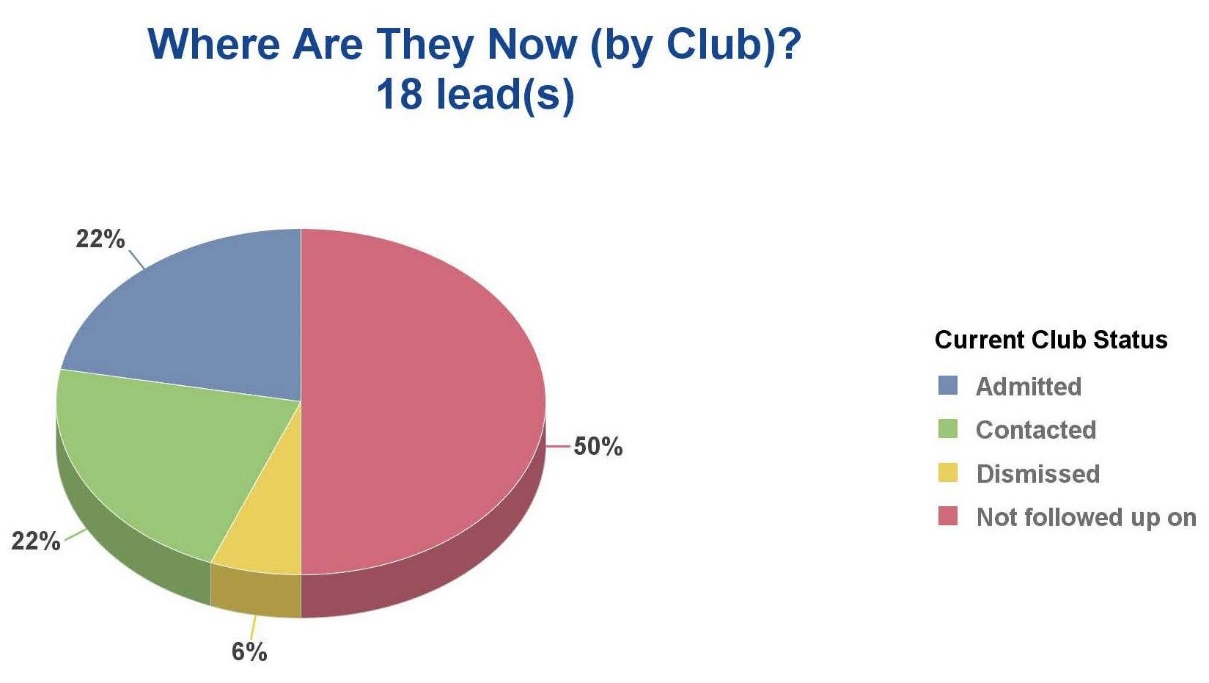 Where Are They Now (by Club)?
18 lead(s)
22%
50%
22%
6%
Current Club Status
Admitted
Contacted
Dismissed
Not followed up on